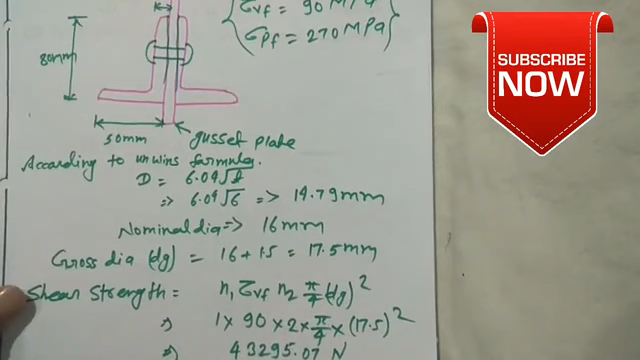 τvf = 90 MPa
σpf = 270 MPa
80mm
50mm
gusset plate
According to unwins formula.
D = 6.04√t
⇒ 6.04√6 => 14.79mm
Nominal dia => 16mm
Gross dia (dg) = 16 + 1.5 = 17.5mm
Shear Strength = n₁ τvf n₂ π/4 (dg)²
⇒ 1 × 90 × 2 × π/4 × (17.5)²
⇒ 43295.07 N
SUBSCRIBE
NOW